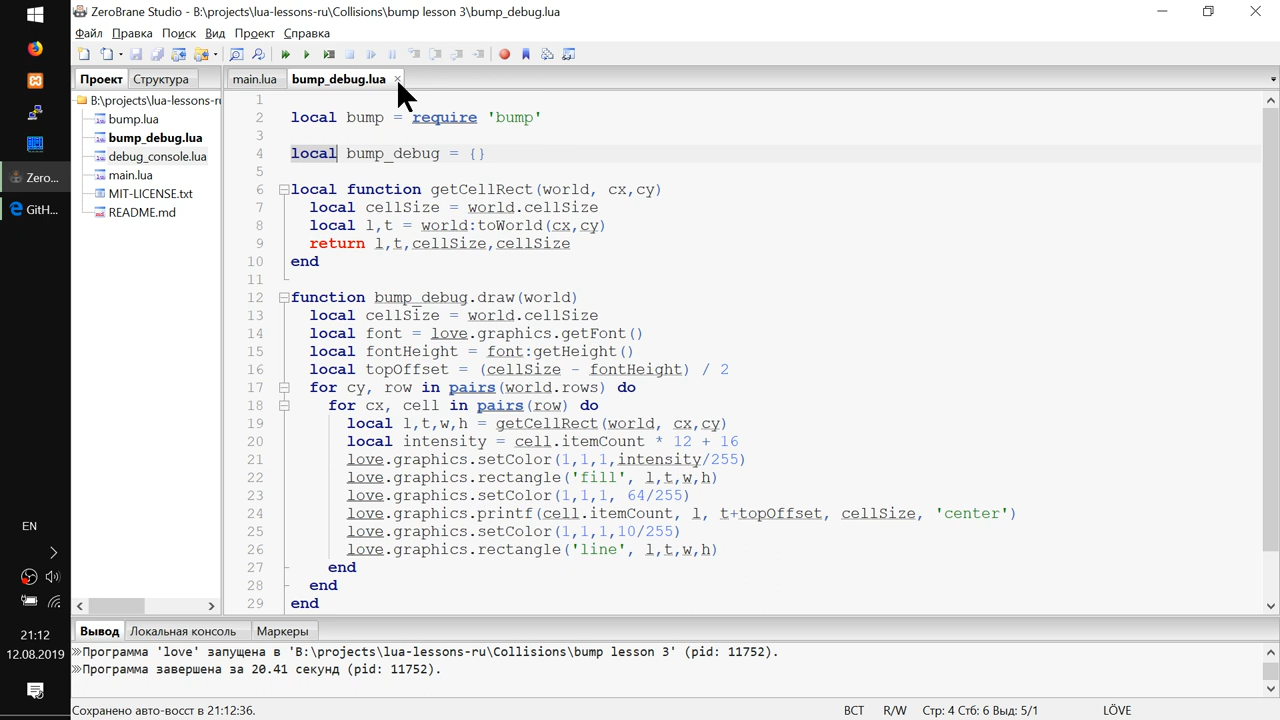 ZeroBrane Studio - B:\projects\lua-lessons-ru\Collisions\bump lesson 3\bump_debug.lua
Файл Правка Поиск Вид Проект Справка
Проект Структура
main.lua bump_debug.lua
B:\projects\lua-lessons-ru
bump.lua
bump_debug.lua
debug_console.lua
main.lua
MIT-LICENSE.txt
README.md
Zero...
GitH...
EN
21:12
12.08.2019
1
2 local bump = require 'bump'
3
4 local bump_debug = {}
5
6 local function getCellRect(world, cx,cy)
7 local cellSize = world.cellSize
8 local l,t = world:toWorld(cx,cy)
9 return l,t,cellSize,cellSize
10 end
11
12 function bump_debug.draw(world)
13 local cellSize = world.cellSize
14 local font = love.graphics.getFont()
15 local fontHeight = font:getHeight()
16 local topOffset = (cellSize - fontHeight) / 2
17 for cy, row in pairs(world.rows) do
18 for cx, cell in pairs(row) do
19 local l,t,w,h = getCellRect(world, cx,cy)
20 local intensity = cell.itemCount * 12 + 16
21 love.graphics.setColor(1,1,1,intensity/255)
22 love.graphics.rectangle('fill', l,t,w,h)
23 love.graphics.setColor(1,1,1, 64/255)
24 love.graphics.printf(cell.itemCount, l, t+topOffset, cellSize, 'center')
25 love.graphics.setColor(1,1,1,10/255)
26 love.graphics.rectangle('line', l,t,w,h)
27 end
28 end
29 end
Вывод Локальная консоль Маркеры
Программа 'love' запущена в 'B:\projects\lua-lessons-ru\Collisions\bump lesson 3' (pid: 11752).
Программа завершена за 20.41 секунд (pid: 11752).
Сохранено авто-восст в 21:12:36. ВСТ R/W Стр: 4 Стб: 6 Выд: 5/1 LÖVE